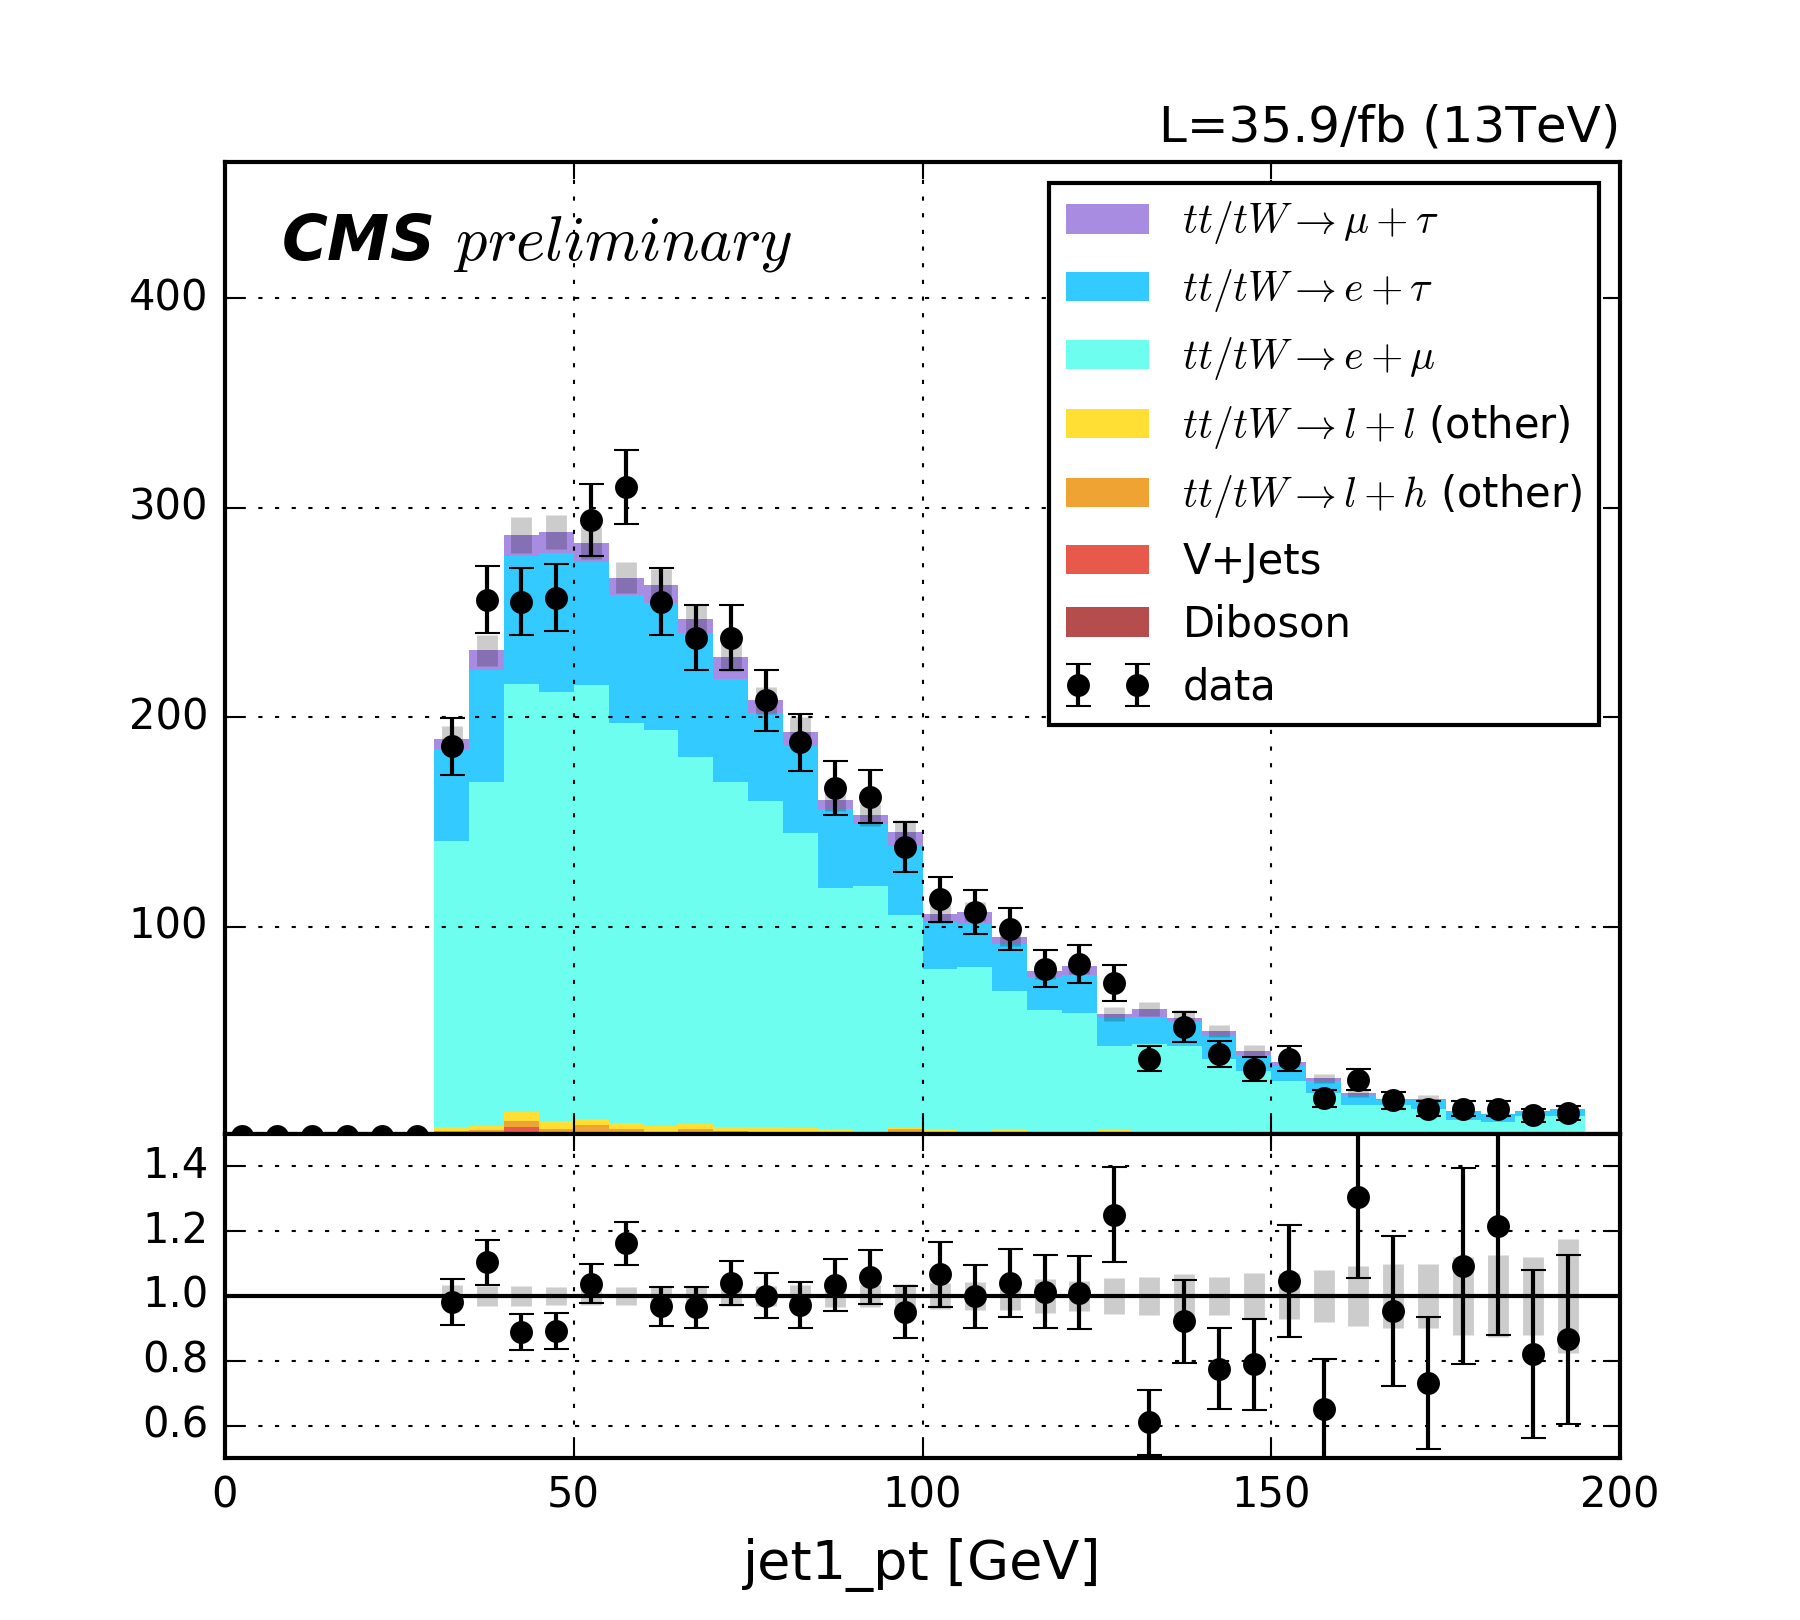 L=35.9/fb (13TeV)
CMS preliminary
tt/tW → μ + τ
tt/tW → e + τ
tt/tW → e + μ
tt/tW → l + l (other)
tt/tW → l + h (other)
V+Jets
Diboson
data
400
300
200
100
1.4
1.2
1.0
0.8
0.6
0 50 100 150 200
jet1_pt [GeV]